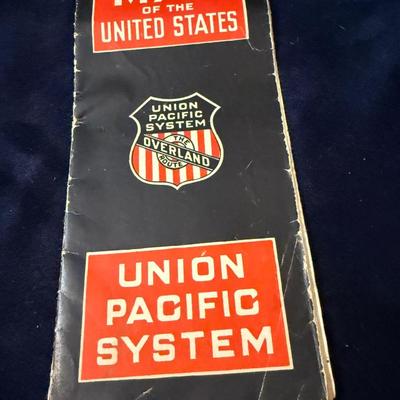 OF THE
UNITED STATES
UNION
PACIFIC
SYSTEM
THE
OVERLAND
ROUTE
UNION
PACIFIC
SYSTEM